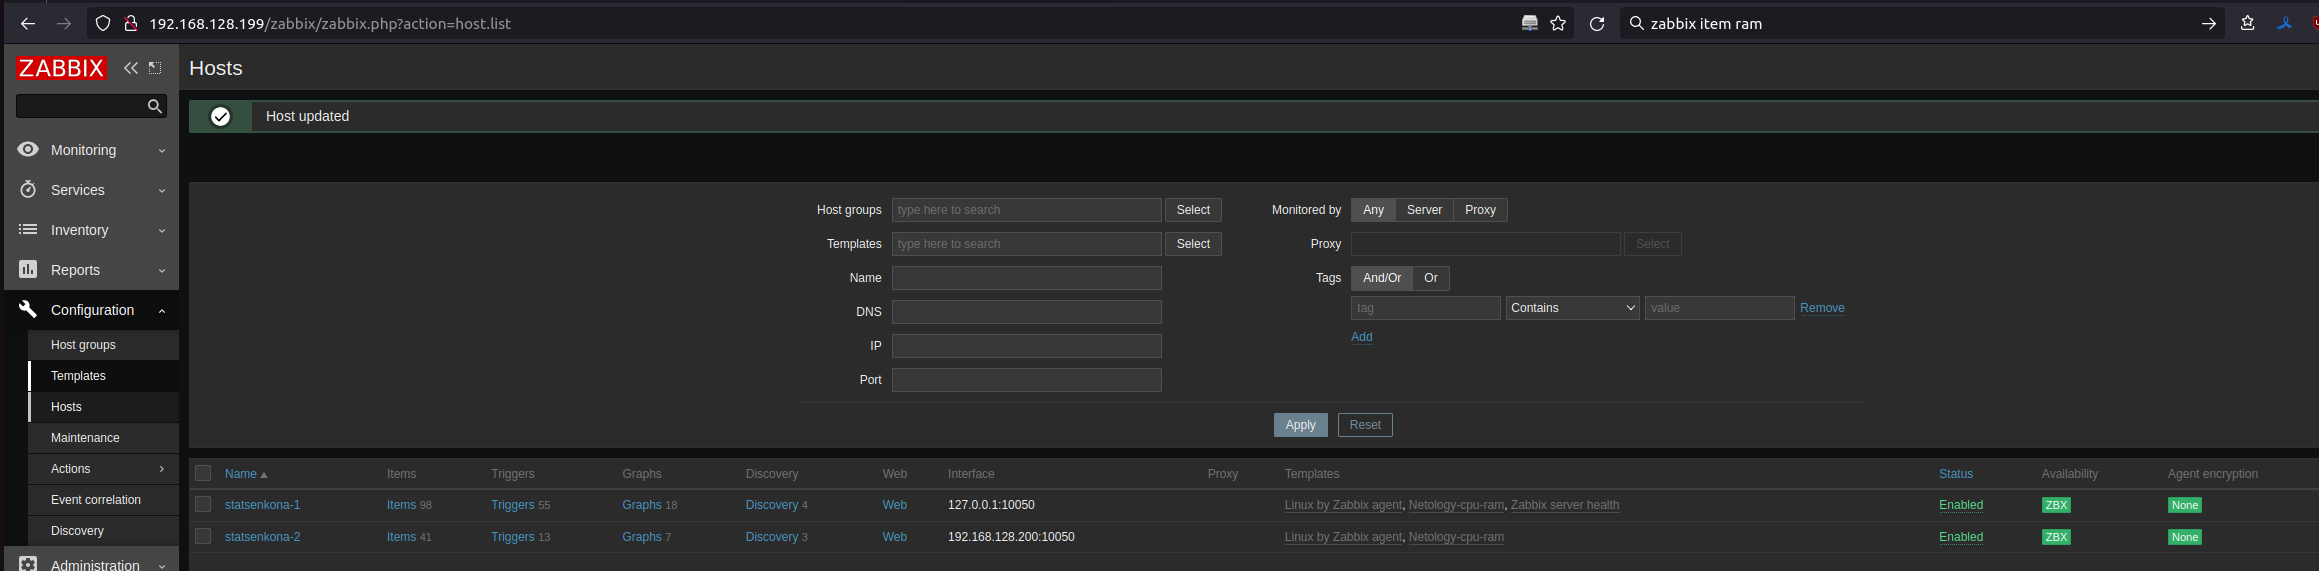 192.168.128.199/zabbix/zabbix.php?action=host.list
zabbix item ram
ZABBIX
Hosts
Host updated
Monitoring
Services
Inventory
Reports
Configuration
Host groups
Templates
Hosts
Maintenance
Actions
Event correlation
Discovery
Administration
Host groups type here to search Select
Templates type here to search Select
Name
DNS
IP
Port
Monitored by Any Server Proxy
Proxy Select
Tags And/Or Or
tag Contains value Remove
Add
Apply Reset
Name Items Triggers Graphs Discovery Web Interface Proxy Templates Status Availability Agent encryption
statsenkona-1 Items 98 Triggers 55 Graphs 18 Discovery 4 Web 127.0.0.1:10050 Linux by Zabbix agent, Netology-cpu-ram, Zabbix server health Enabled ZBX None
statsenkona-2 Items 41 Triggers 13 Graphs 7 Discovery 3 Web 192.168.128.200:10050 Linux by Zabbix agent, Netology-cpu-ram Enabled ZBX None